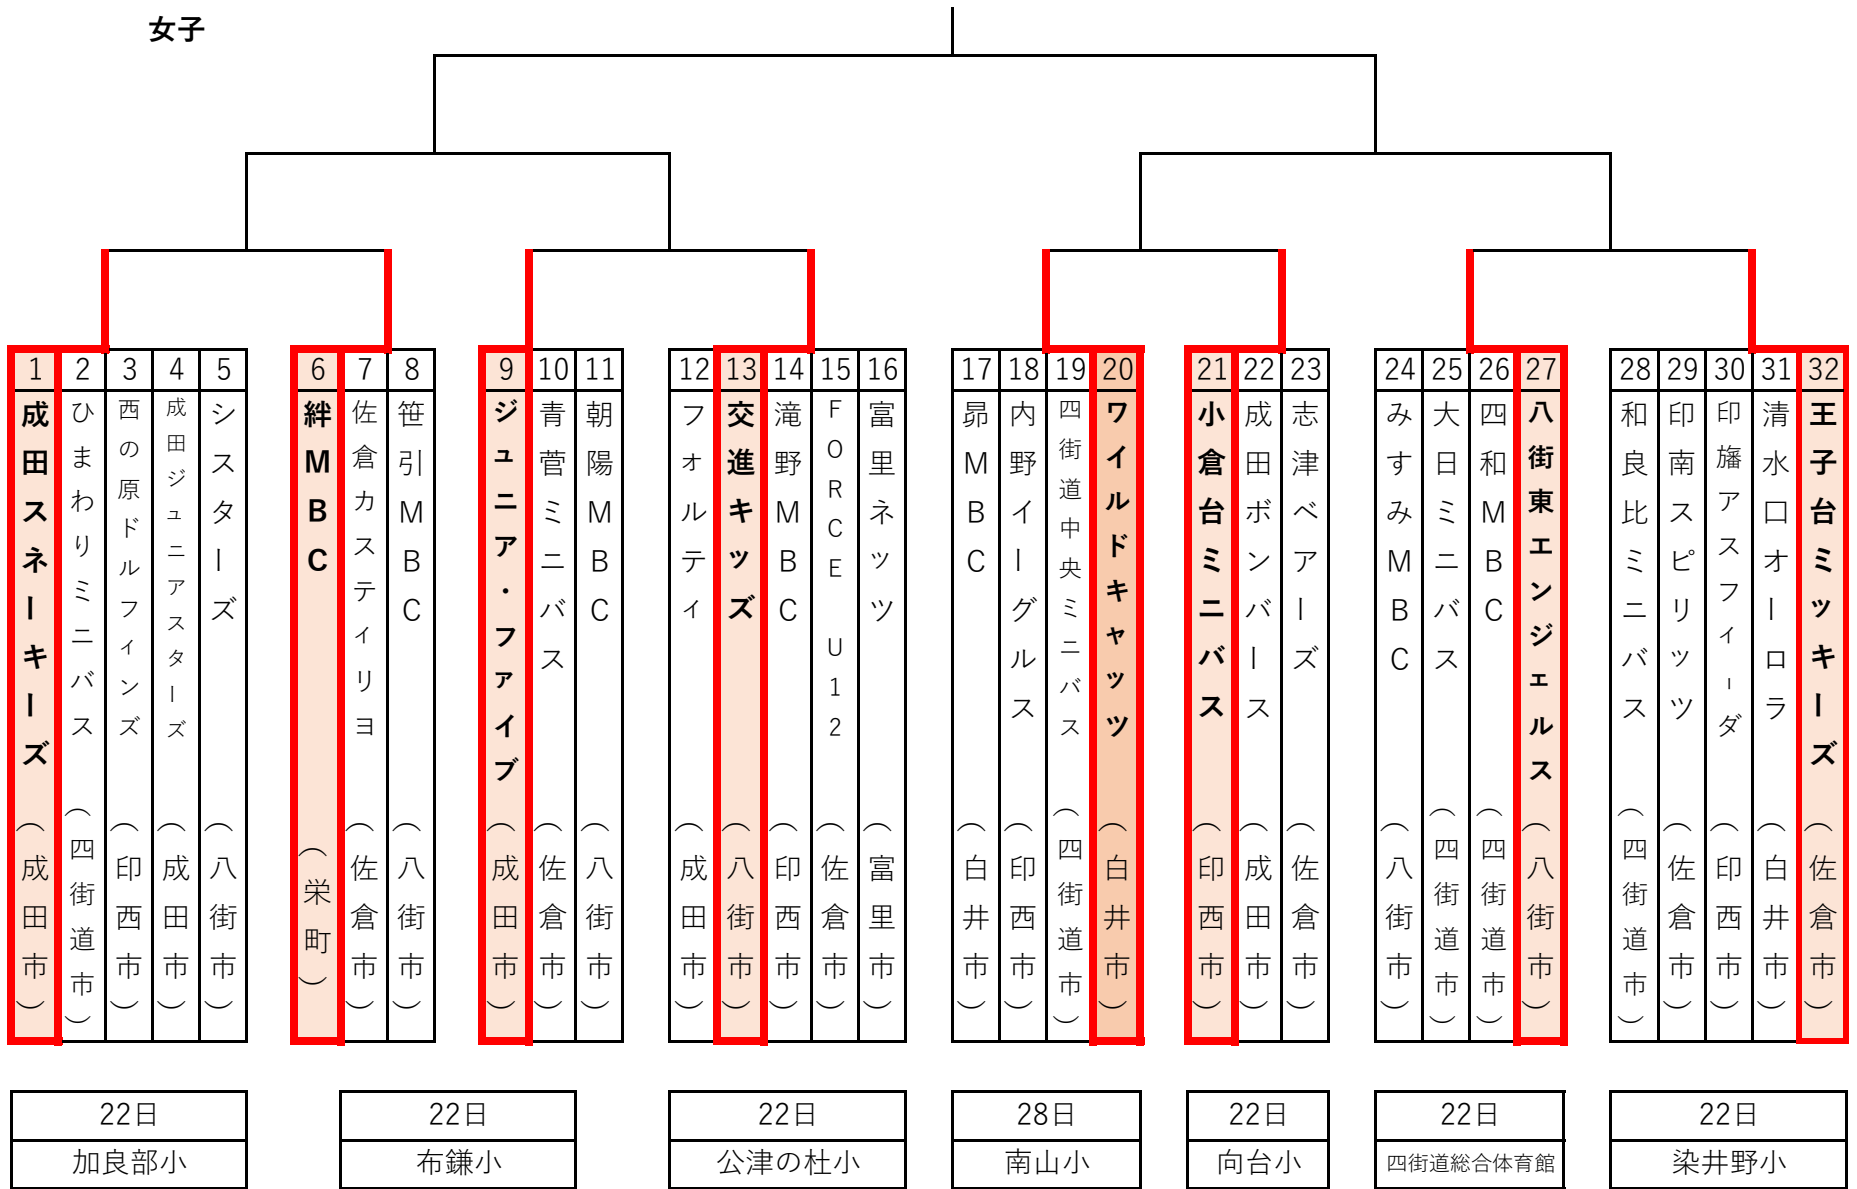 女子
1 成田スネーキーズ (成田市)
2 ひまわりミニバス (四街道市)
3 西の原ドルフィンズ (印西市)
4 成田ジュニアスターズ (成田市)
5 シスターズ (八街市)
6 絆MBC (栄町)
7 佐倉カスティリヨ (佐倉市)
8 笹引MBC (八街市)
9 ジュニア・ファイブ (成田市)
10 青菅ミニバス (佐倉市)
11 朝陽MBC (八街市)
12 フォルティ (成田市)
13 交進キッズ (八街市)
14 滝野MBC (印西市)
15 FORCE U12 (佐倉市)
16 富里ネッツ (富里市)
17 昴MBC (白井市)
18 内野イーグルス (印西市)
19 四街道中央ミニバス (四街道市)
20 ワイルドキャッツ (白井市)
21 小倉台ミニバス (印西市)
22 成田ボンバース (成田市)
23 志津ベアーズ (佐倉市)
24 みすみMBC (八街市)
25 大日ミニバス (四街道市)
26 四和MBC (四街道市)
27 八街東エンジェルス (八街市)
28 和良比ミニバス (四街道市)
29 印南スピリッツ (佐倉市)
30 印旛アスフィーダ (印西市)
31 清水口オーロラ (白井市)
32 王子台ミッキーズ (佐倉市)
22日
加良部小
22日
布鎌小
22日
公津の杜小
28日
南山小
22日
向台小
22日
四街道総合体育館
22日
染井野小